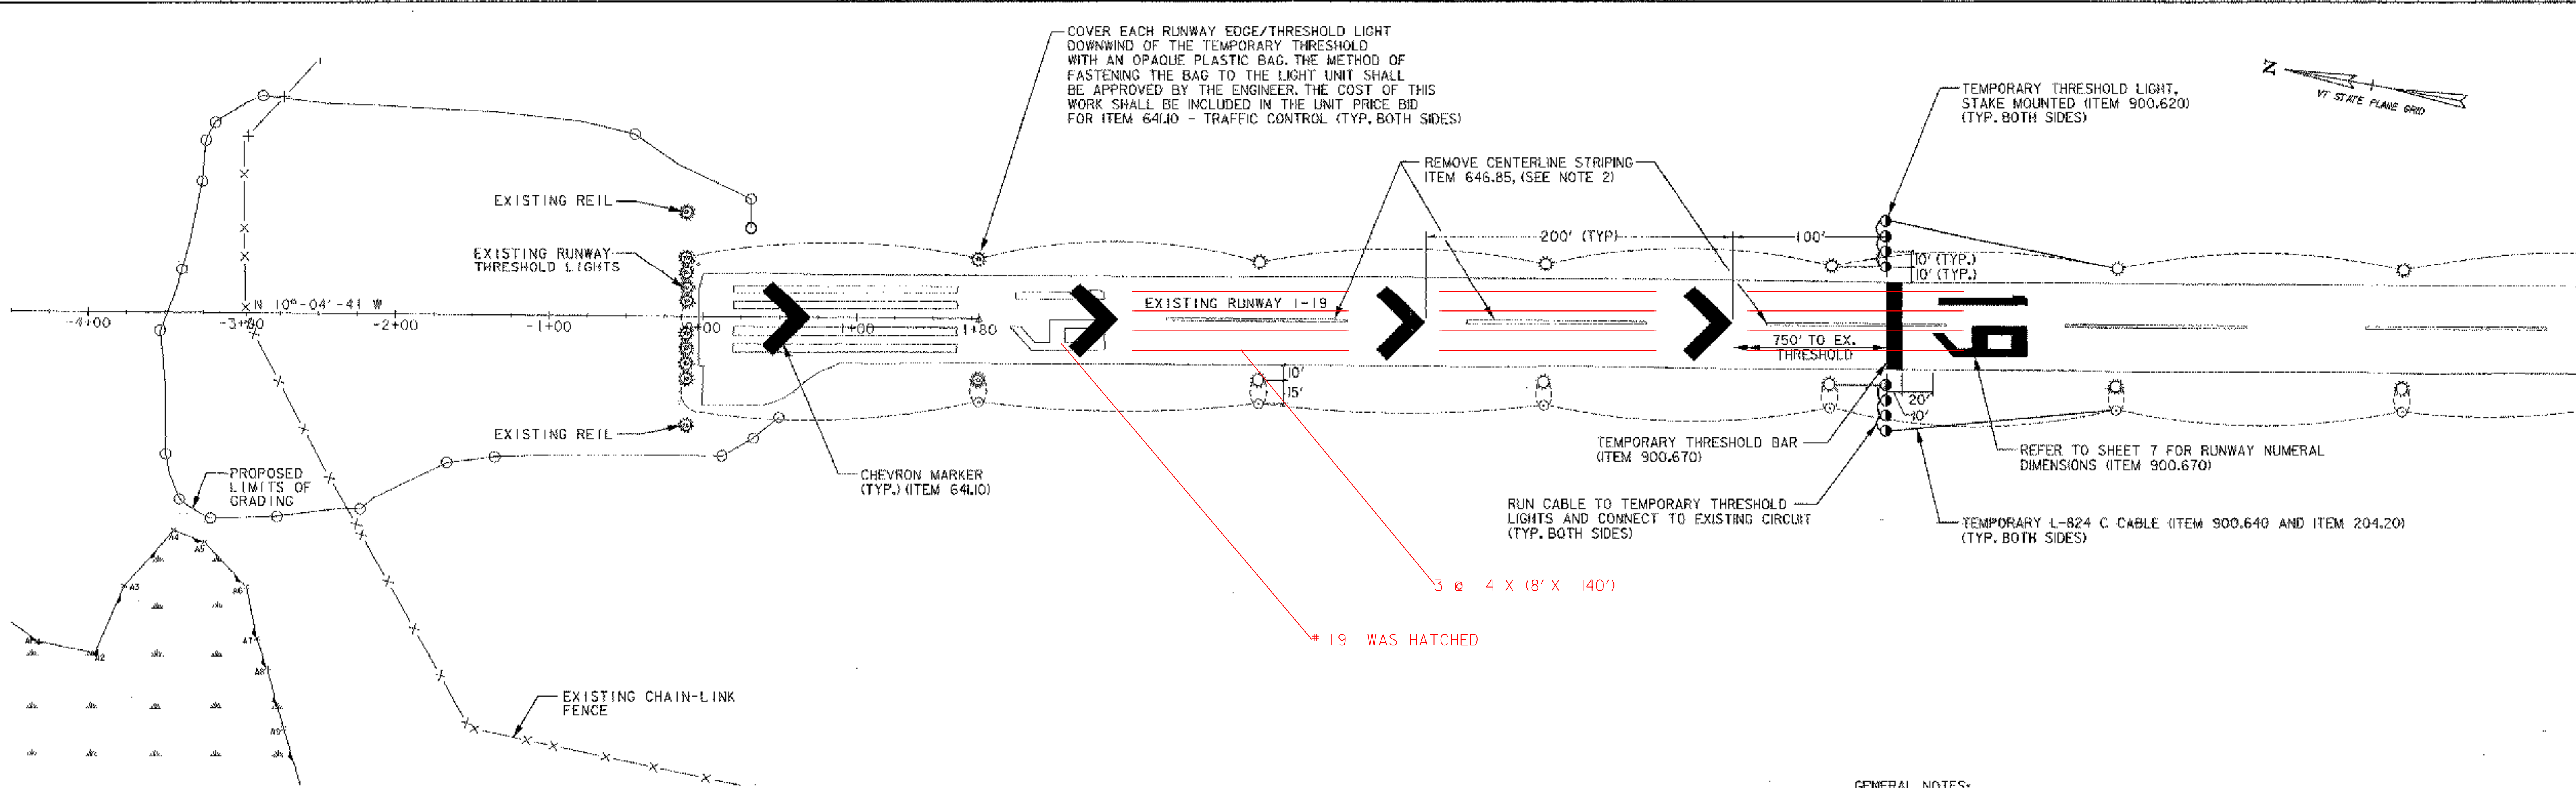 COVER EACH RUNWAY EDGE/THRESHOLD LIGHT
DOWNWIND OF THE TEMPORARY THRESHOLD
WITH AN OPAQUE PLASTIC BAG. THE METHOD OF
FASTENING THE BAG TO THE LIGHT UNIT SHALL
BE APPROVED BY THE ENGINEER. THE COST OF THIS
WORK SHALL BE INCLUDED IN THE UNIT PRICE BID
FOR ITEM 641.10 - TRAFFIC CONTROL (TYP. BOTH SIDES)
TEMPORARY THRESHOLD LIGHT,
STAKE MOUNTED (ITEM 900.620)
(TYP. BOTH SIDES)
N
VT STATE PLANE GRID
REMOVE CENTERLINE STRIPING
ITEM 646.85, (SEE NOTE 2)
EXISTING REIL
EXISTING RUNWAY
THRESHOLD LIGHTS
200' (TYP)
100'
10' (TYP.)
10' (TYP.)
N 10°-04'-41 W
EXISTING RUNWAY 1-19
-4+00
-2+00
-1+00
0+00
1+00
1+80
750' TO EX.
THRESHOLD
10'
15'
20'
10'
EXISTING REIL
TEMPORARY THRESHOLD BAR
(ITEM 900.670)
REFER TO SHEET 7 FOR RUNWAY NUMERAL
DIMENSIONS (ITEM 900.670)
PROPOSED
LIMITS OF
GRADING
CHEVRON MARKER
(TYP.) (ITEM 641.10)
RUN CABLE TO TEMPORARY THRESHOLD
LIGHTS AND CONNECT TO EXISTING CIRCUIT
(TYP. BOTH SIDES)
TEMPORARY L-824 C CABLE (ITEM 900.640 AND ITEM 204.20)
(TYP. BOTH SIDES)
A4
A5
A3
A6
3 @ 4 X (8' X 140')
A2
A7
# 19 WAS HATCHED
A8
EXISTING CHAIN-LINK
FENCE
A9
GENERAL NOTES: